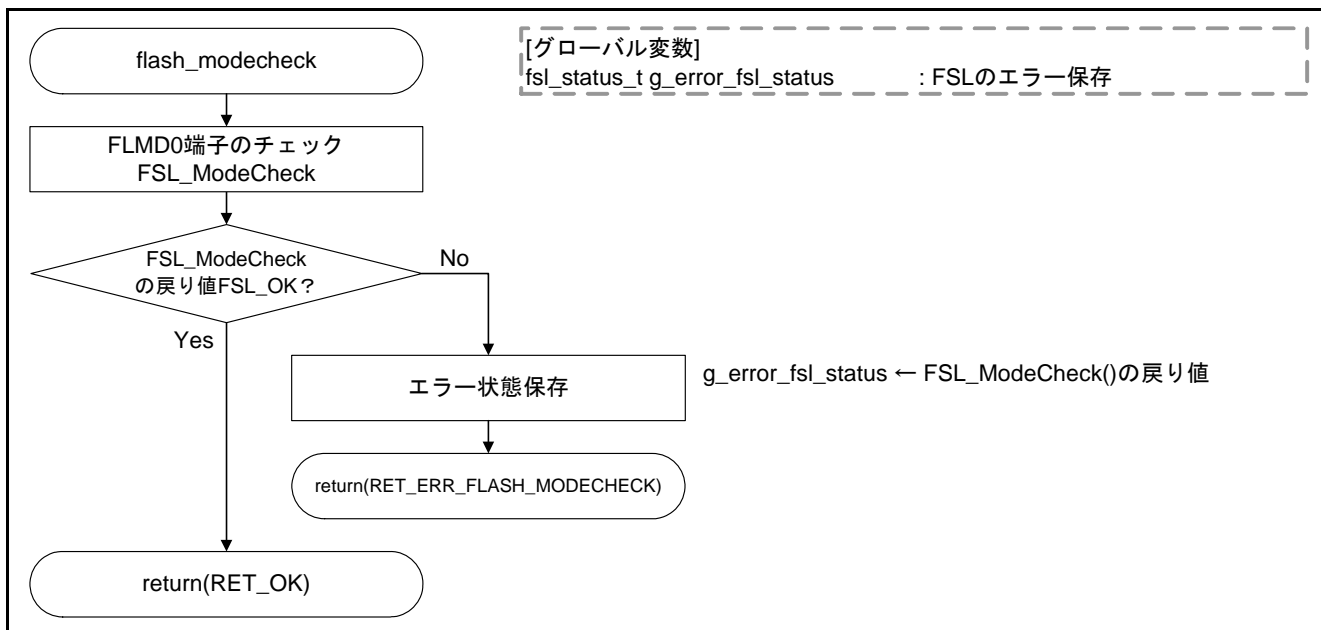 flash_modecheck
[グローバル変数]
fsl_status_t g_error_fsl_status : FSLのエラー保存
FLMD0端子のチェック
FSL_ModeCheck
FSL_ModeCheck
の戻り値FSL_OK？
No
Yes
エラー状態保存
g_error_fsl_status ← FSL_ModeCheck()の戻り値
return(RET_ERR_FLASH_MODECHECK)
return(RET_OK)